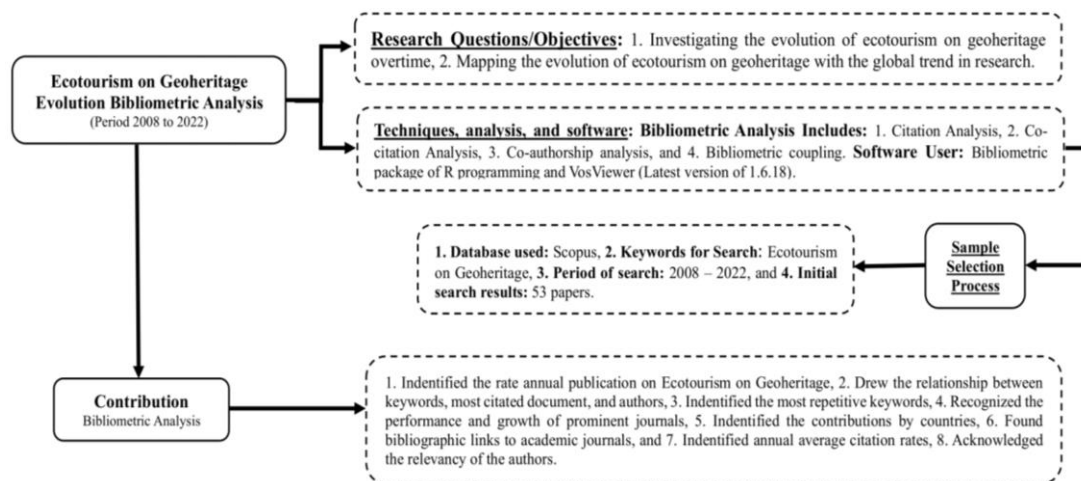 Ecotourism on Geoheritage
Evolution Bibliometric Analysis
(Period 2008 to 2022)
Research Questions/Objectives: 1. Investigating the evolution of ecotourism on geoheritage
overtime, 2. Mapping the evolution of ecotourism on geoheritage with the global trend in research.
Techniques, analysis, and software: Bibliometric Analysis Includes: 1. Citation Analysis, 2. Co-
citation Analysis, 3. Co-authorship analysis, and 4. Bibliometric coupling. Software User: Bibliometric
package of R programming and VosViewer (Latest version of 1.6.18).
Sample
Selection
Process
1. Database used: Scopus, 2. Keywords for Search: Ecotourism
on Geoheritage, 3. Period of search: 2008 – 2022, and 4. Initial
search results: 53 papers.
Contribution
Bibliometric Analysis
1. Indentified the rate annual publication on Ecotourism on Geoheritage, 2. Drew the relationship between
keywords, most cited document, and authors, 3. Indentified the most repetitive keywords, 4. Recognized the
performance and growth of prominent journals, 5. Indentified the contributions by countries, 6. Found
bibliographic links to academic journals, and 7. Indentified annual average citation rates, 8. Acknowledged
the relevancy of the authors.